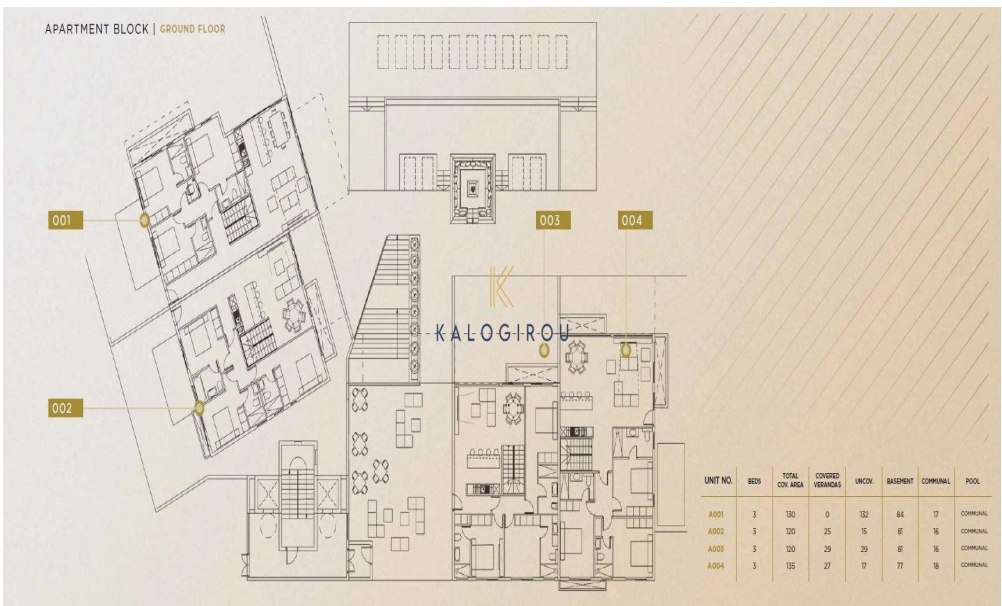 APARTMENT BLOCK | GROUND FLOOR
001
003
004
KALOGIROU
002
UNIT NO. BEDS TOTAL COV. AREA COVERED VERANDAS UNCOV. BASEMENT COMMUNAL POOL
A001 3 130 0 132 84 17 COMMUNAL
A002 3 120 25 15 81 16 COMMUNAL
A003 3 120 29 29 81 16 COMMUNAL
A004 3 135 27 17 77 18 COMMUNAL